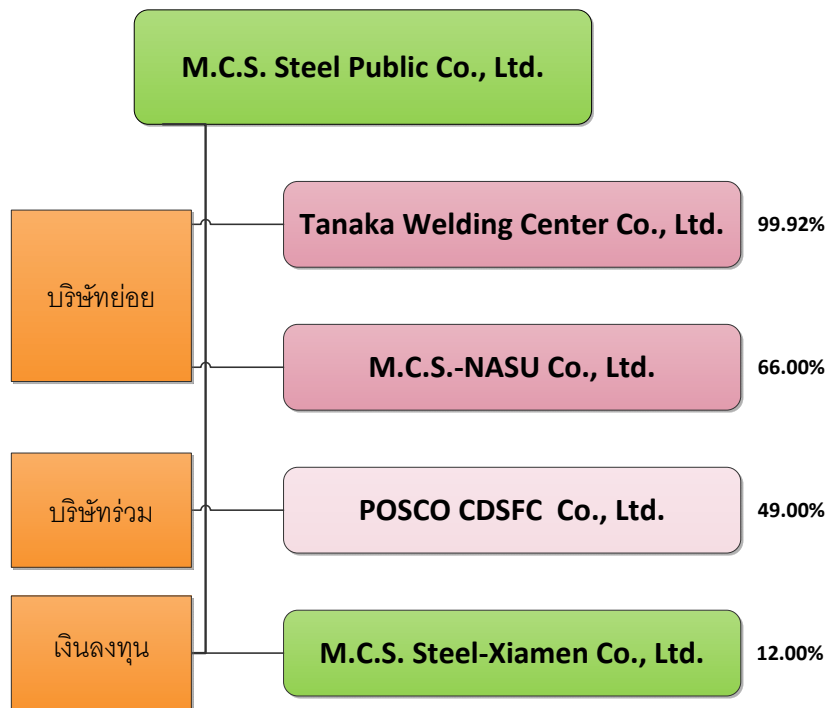 M.C.S. Steel Public Co., Ltd.
บริษัทย่อย
Tanaka Welding Center Co., Ltd. 99.92%
M.C.S.-NASU Co., Ltd. 66.00%
บริษัทร่วม
POSCO CDSFC Co., Ltd. 49.00%
เงินลงทุน
M.C.S. Steel-Xiamen Co., Ltd. 12.00%